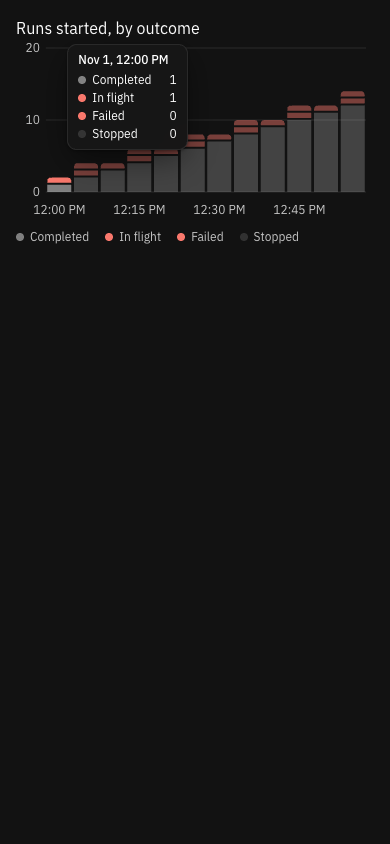 Runs started, by outcome
20
Nov 1, 12:00 PM
Completed 1
In flight 1
Failed 0
Stopped 0
10
0
12:00 PM 12:15 PM 12:30 PM 12:45 PM
Completed In flight Failed Stopped